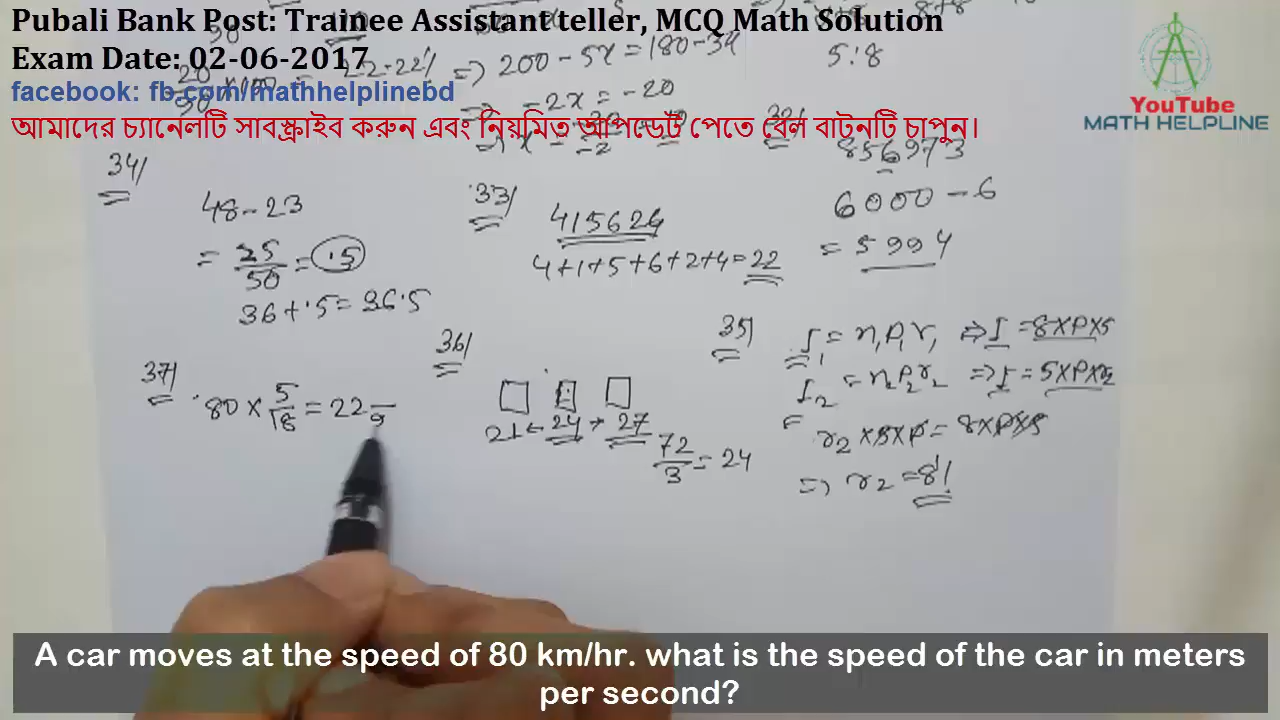 Pubali Bank Post: Trainee Assistant teller, MCQ Math Solution
Exam Date: 02-06-2017
facebook: fb.com/mathhelplinebd
আমাদের চ্যানেলটি সাবস্ক্রাইব করুন এবং নিয়মিত আপডেট পেতে বেল বাটনটি চাপুন।
YouTube
MATH HELPLINE
=> 200 - 5x = 180 - 3x
=> -2x = -20
5:8
856973
6000 - 6
= 5994
34/
48 - 23
= 25/50 = .5
36 + .5 = 36.5
33/
415624
4+1+5+6+2+4=22
37/
80 × 5/18 = 22 –/9
36/
21 ← 24 → 27
72/3 = 24
35/
I₁ = n₁P₁r₁ => I = 8×P×5
I₂ = n₂P₂r₂ => I = 5×P×r₂
r₂ × 5 × P = 8×P×5
=> r₂ = 8%
A car moves at the speed of 80 km/hr. what is the speed of the car in meters
per second?